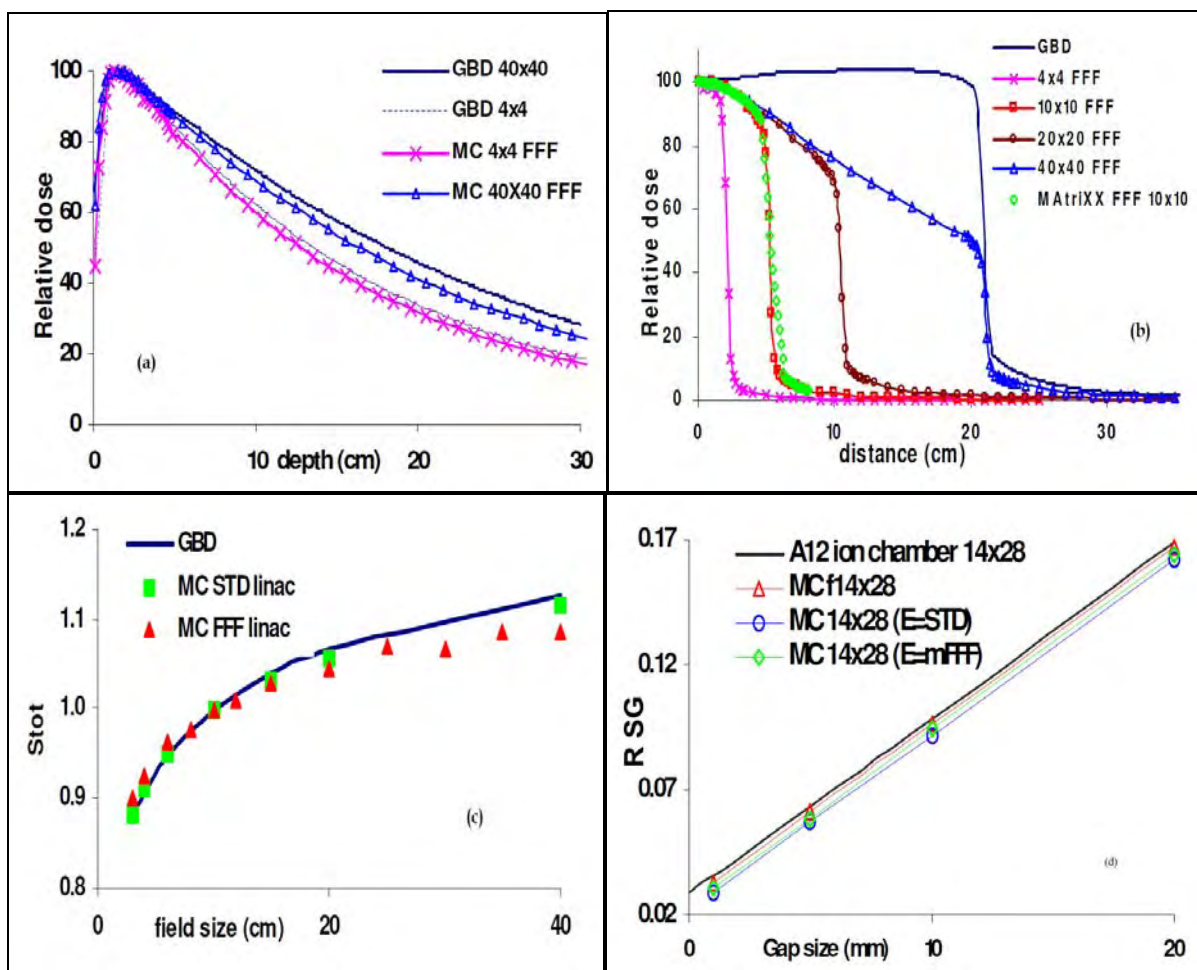 100
80
60
40
20
0
Relative dose
GBD 40x40
GBD 4x4
MC 4x4 FFF
MC 40X40 FFF
(a)
0 10 20 30
depth (cm)
100
80
60
40
20
0
Relative dose
GBD
4x4 FFF
10x10 FFF
20x20 FFF
40x40 FFF
MAtriXX FFF 10x10
(b)
0 10 20 30
distance (cm)
1.2
1.1
1.0
0.9
0.8
Stot
GBD
MC STD linac
MC FFF linac
(c)
0 20 40
field size (cm)
0.17
0.12
0.07
0.02
R SG
A12 ion chamber 14x28
MCf14x28
MC 14x28 (E=STD)
MC 14x28 (E=mFFF)
(d)
0 10 20
Gap size (mm)